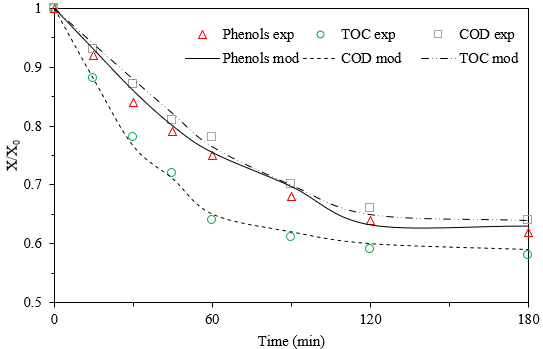 1
0.9
0.8
0.7
0.6
0.5
X/X0
Phenols exp TOC exp COD exp
Phenols mod COD mod TOC mod
0 60 120 180
Time (min)